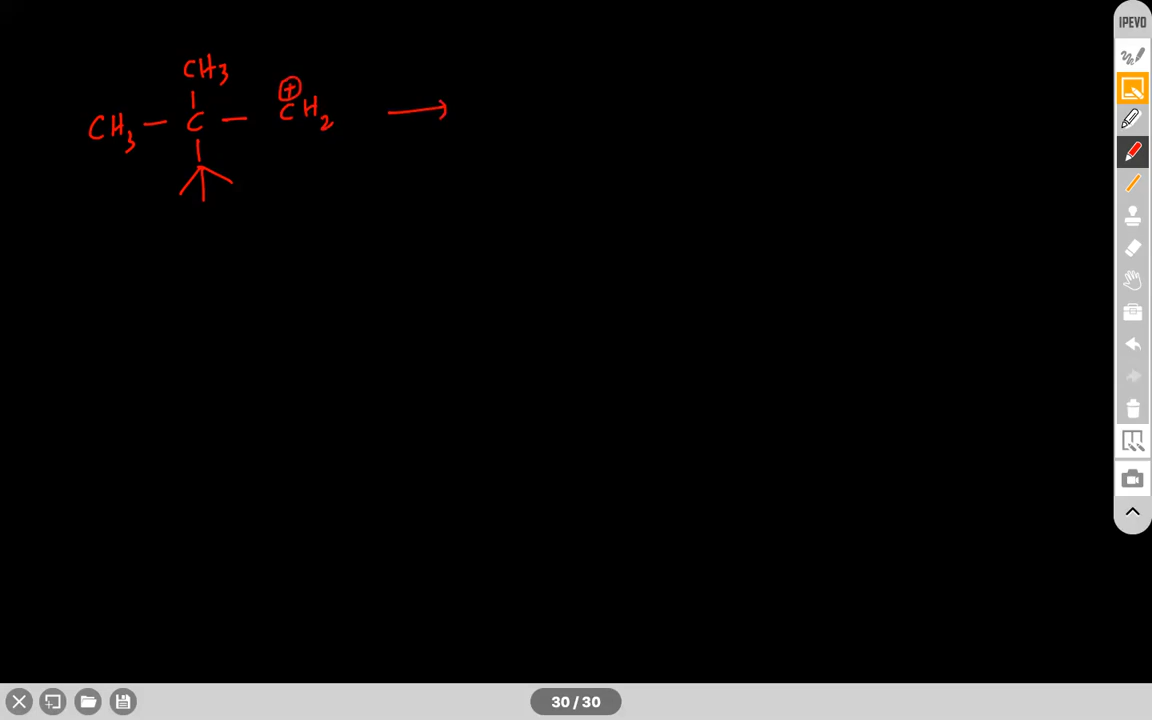 IPEVO
CH3
CH3 — C — ⊕CH2 ⟶
30 / 30